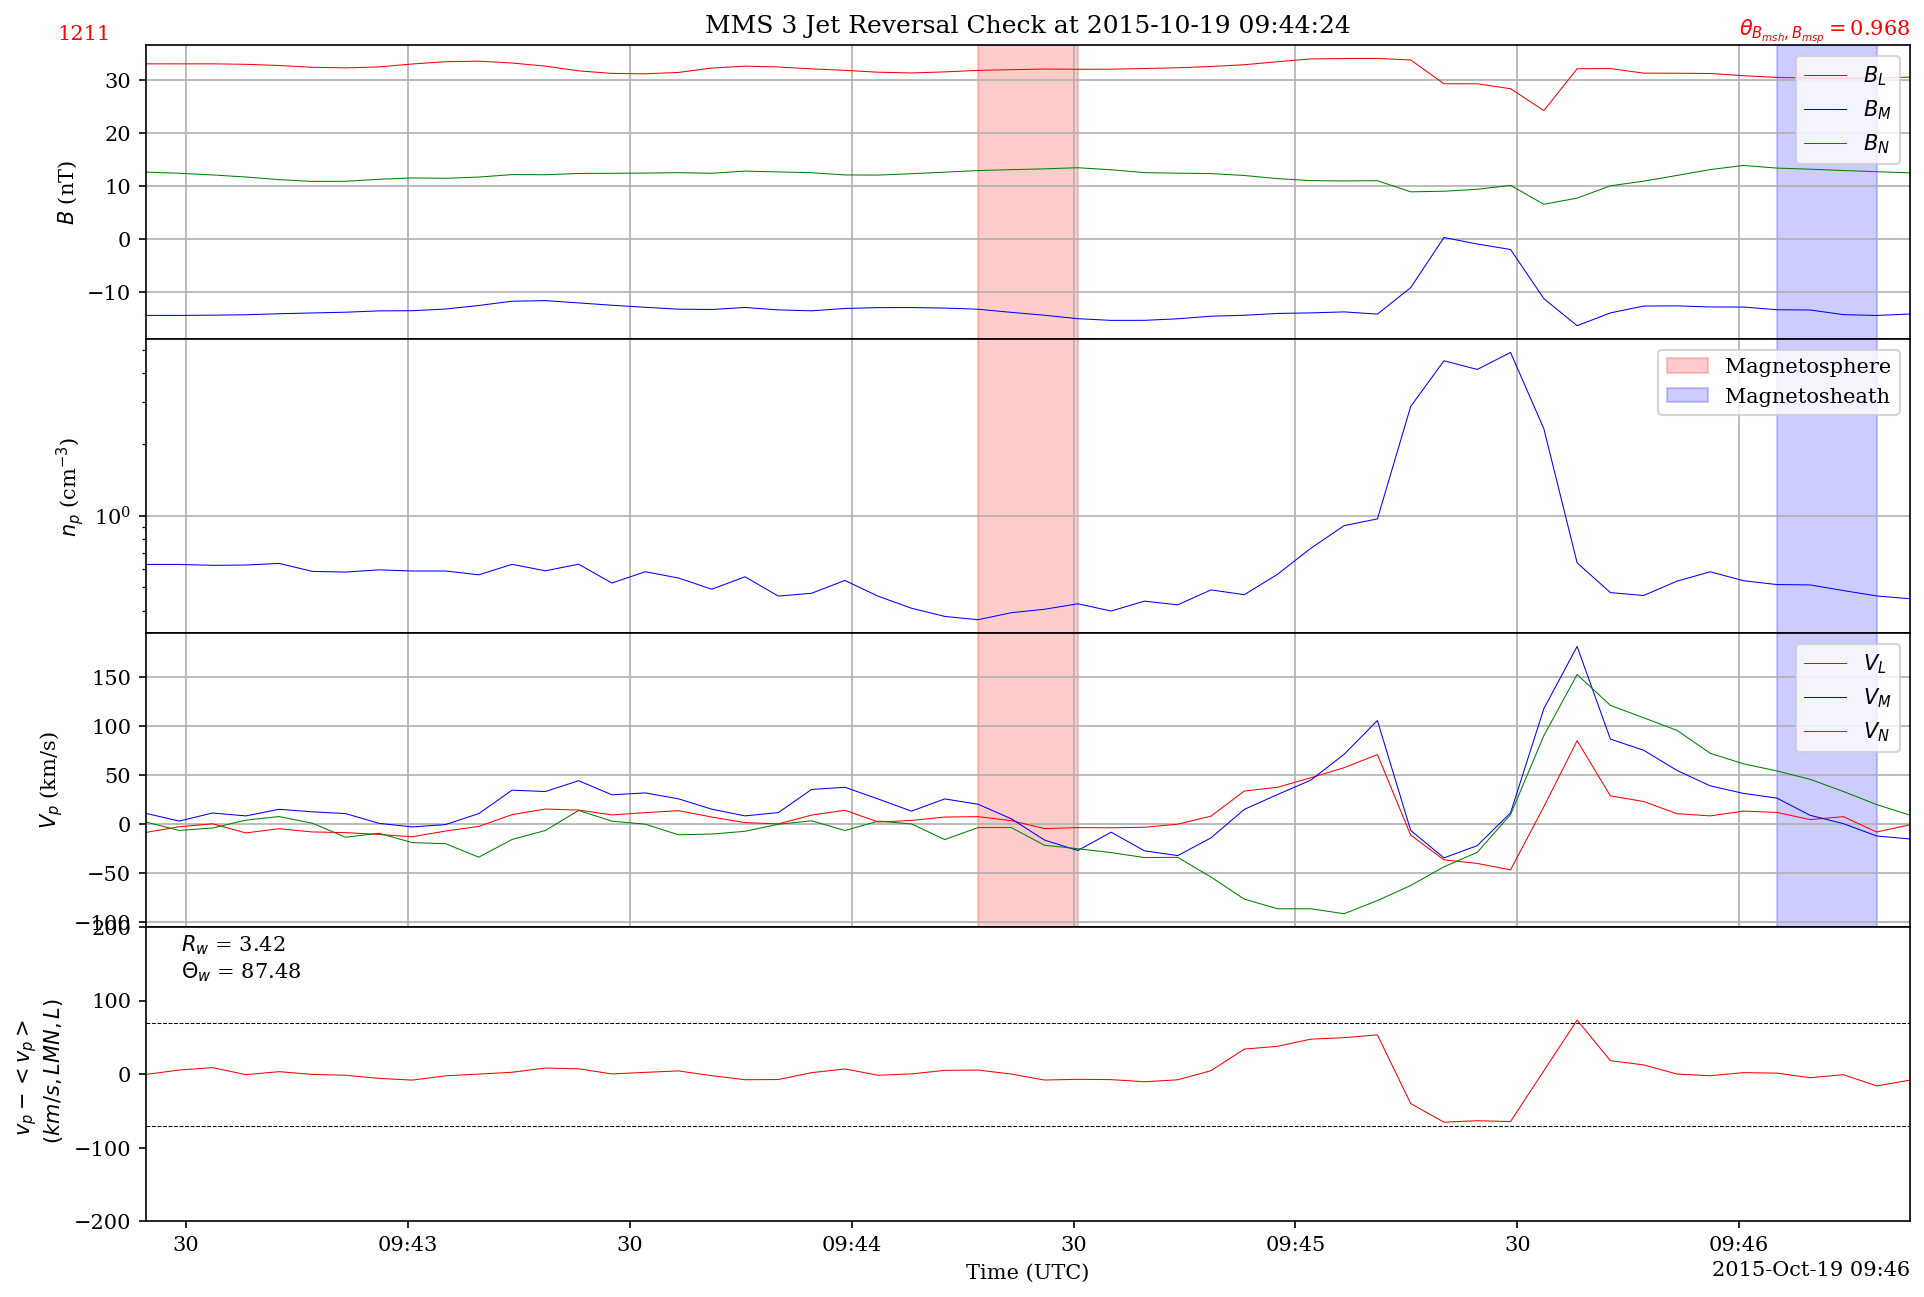 MMS 3 Jet Reversal Check at 2015-10-19 09:44:24
1211
θ_{B_{msh}, B_{msp}} = 0.968
30
20
10
0
−10
B (nT)
B_L
B_M
B_N
10^0
n_p (cm^{−3})
Magnetosphere
Magnetosheath
150
100
50
0
−50
−100
V_p (km/s)
V_L
V_M
V_N
200
100
0
−100
−200
v_p − < v_p >
(km/s, LMN, L)
R_w = 3.42
Θ_w = 87.48
30
09:43
30
09:44
30
09:45
30
09:46
Time (UTC)
2015-Oct-19 09:46